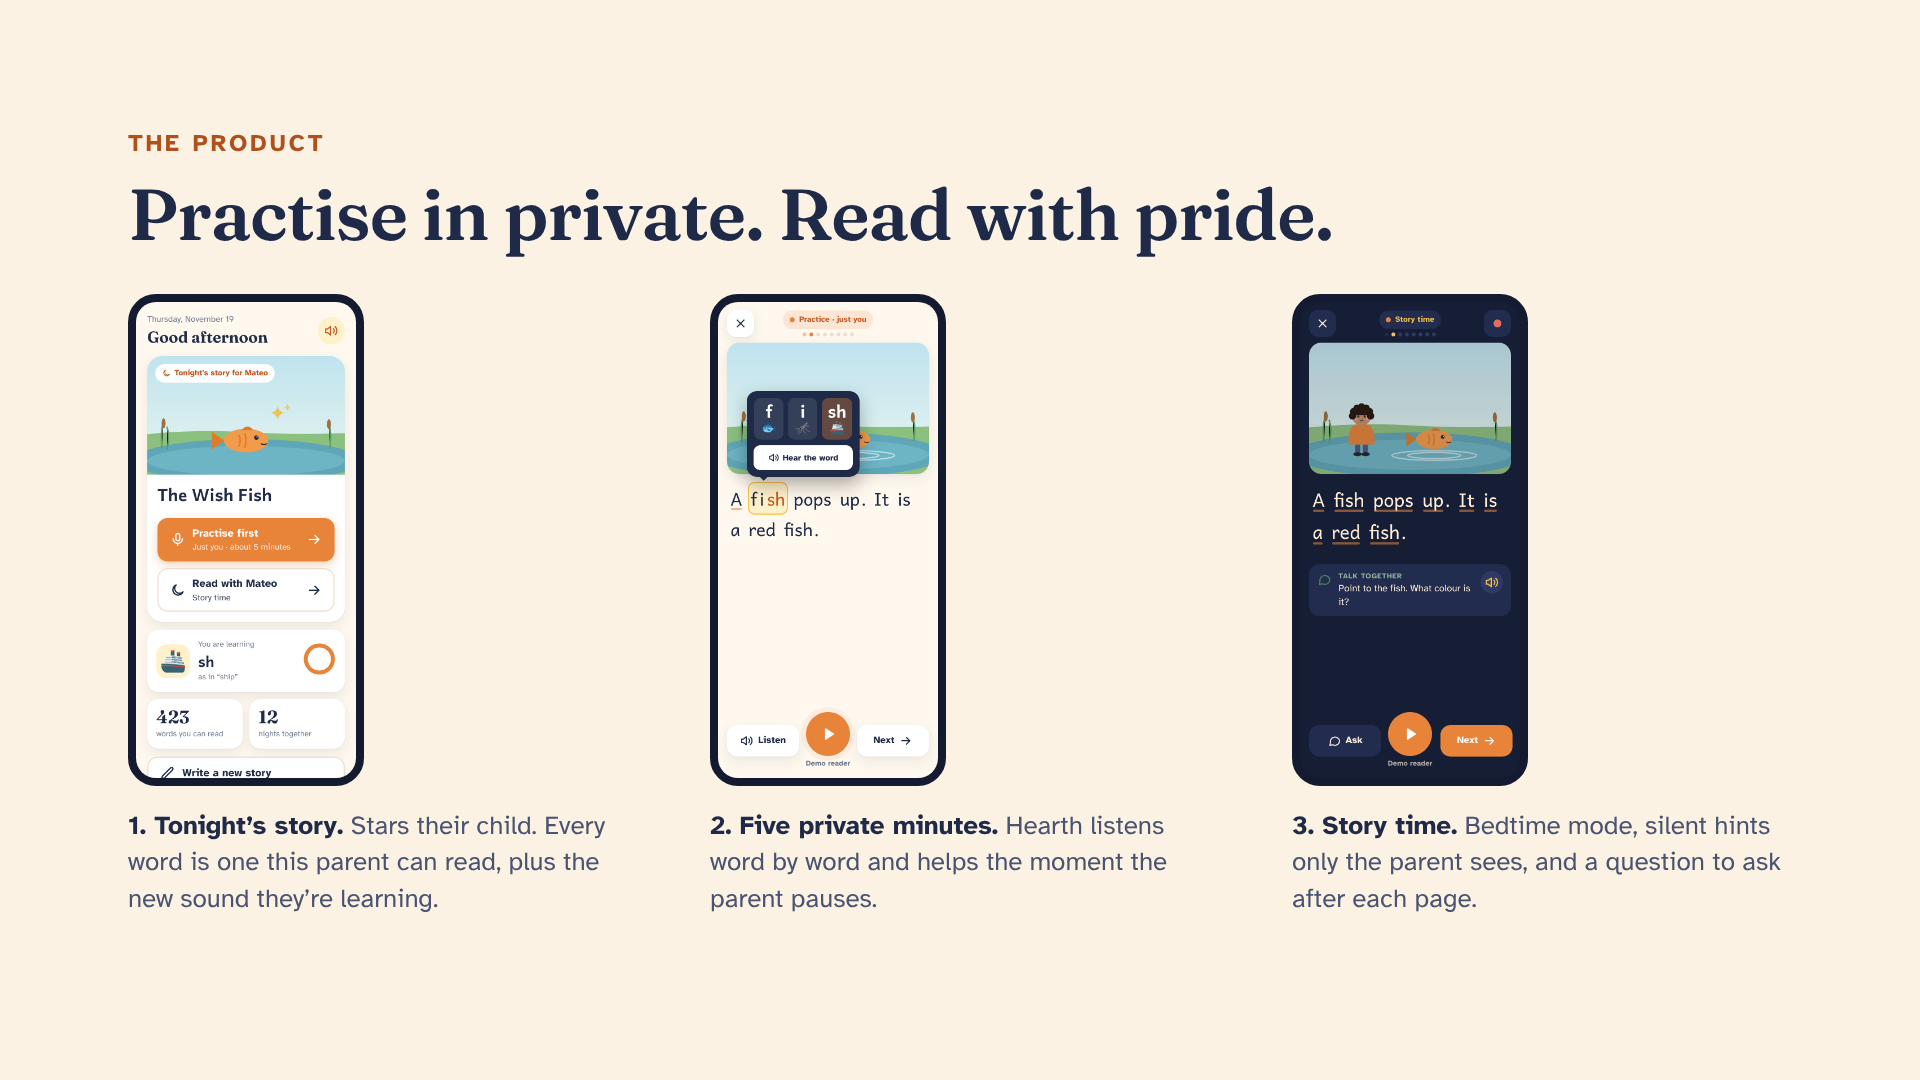 THE PRODUCT
Practise in private. Read with pride.
Thursday, November 19
Good afternoon
Tonight's story for Mateo
The Wish Fish
Practise first
Just you · about 5 minutes
Read with Mateo
Story time
You are learning
sh
as in "ship"
423
words you can read
12
nights together
Write a new story
1. Tonight’s story. Stars their child. Every
word is one this parent can read, plus the
new sound they’re learning.
Practice · just you
f i sh
Hear the word
A fish pops up. It is
a red fish.
Listen
Next
Demo reader
2. Five private minutes. Hearth listens
word by word and helps the moment the
parent pauses.
Story time
A fish pops up. It is
a red fish.
TALK TOGETHER
Point to the fish. What colour is
it?
Ask
Next
Demo reader
3. Story time. Bedtime mode, silent hints
only the parent sees, and a question to ask
after each page.